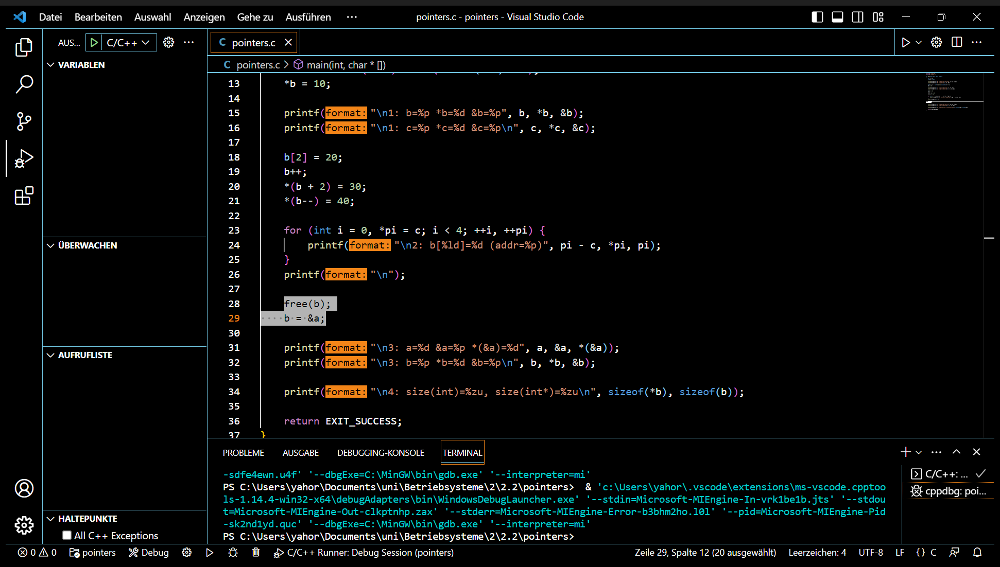 Datei Bearbeiten Auswahl Anzeigen Gehe zu Ausführen ··· pointers.c - pointers - Visual Studio Code
AUS... C/C++ ···
VARIABLEN
ÜBERWACHEN
AUFRUFLISTE
HALTEPUNKTE
All C++ Exceptions
C pointers.c
C pointers.c > main(int, char * [])
13 *b = 10;
14
15 printf(format: "\n1: b=%p *b=%d &b=%p", b, *b, &b);
16 printf(format: "\n1: c=%p *c=%d &c=%p\n", c, *c, &c);
17
18 b[2] = 20;
19 b++;
20 *(b + 2) = 30;
21 *(b--) = 40;
22
23 for (int i = 0, *pi = c; i < 4; ++i, ++pi) {
24 printf(format: "\n2: b[%ld]=%d (addr=%p)", pi - c, *pi, pi);
25 }
26 printf(format: "\n");
27
28 free(b);
29 ····b·=·&a;
30
31 printf(format: "\n3: a=%d &a=%p *(&a)=%d", a, &a, *(&a));
32 printf(format: "\n3: b=%p *b=%d &b=%p\n", b, *b, &b);
33
34 printf(format: "\n4: size(int)=%zu, size(int*)=%zu\n", sizeof(*b), sizeof(b));
35
36 return EXIT_SUCCESS;
37 }
PROBLEME AUSGABE DEBUGGING-KONSOLE TERMINAL
-sdfe4ewn.u4f' '--dbgExe=C:\MinGW\bin\gdb.exe' '--interpreter=mi'
PS C:\Users\yahor\Documents\uni\Betriebsysteme\2\2.2\pointers> & 'c:\Users\yahor\.vscode\extensions\ms-vscode.cpptoo
ls-1.14.4-win32-x64\debugAdapters\bin\WindowsDebugLauncher.exe' '--stdin=Microsoft-MIEngine-In-vrk1be1b.jts' '--stdou
t=Microsoft-MIEngine-Out-clkptnhp.zax' '--stderr=Microsoft-MIEngine-Error-b3bhm2ho.l0l' '--pid=Microsoft-MIEngine-Pid
-sk2nd1yd.quc' '--dbgExe=C:\MinGW\bin\gdb.exe' '--interpreter=mi'
PS C:\Users\yahor\Documents\uni\Betriebsysteme\2\2.2\pointers>
C/C++: ...
cppdbg: poi...
0 0 pointers Debug C/C++ Runner: Debug Session (pointers) Zeile 29, Spalte 12 (20 ausgewählt) Leerzeichen: 4 UTF-8 LF {} C